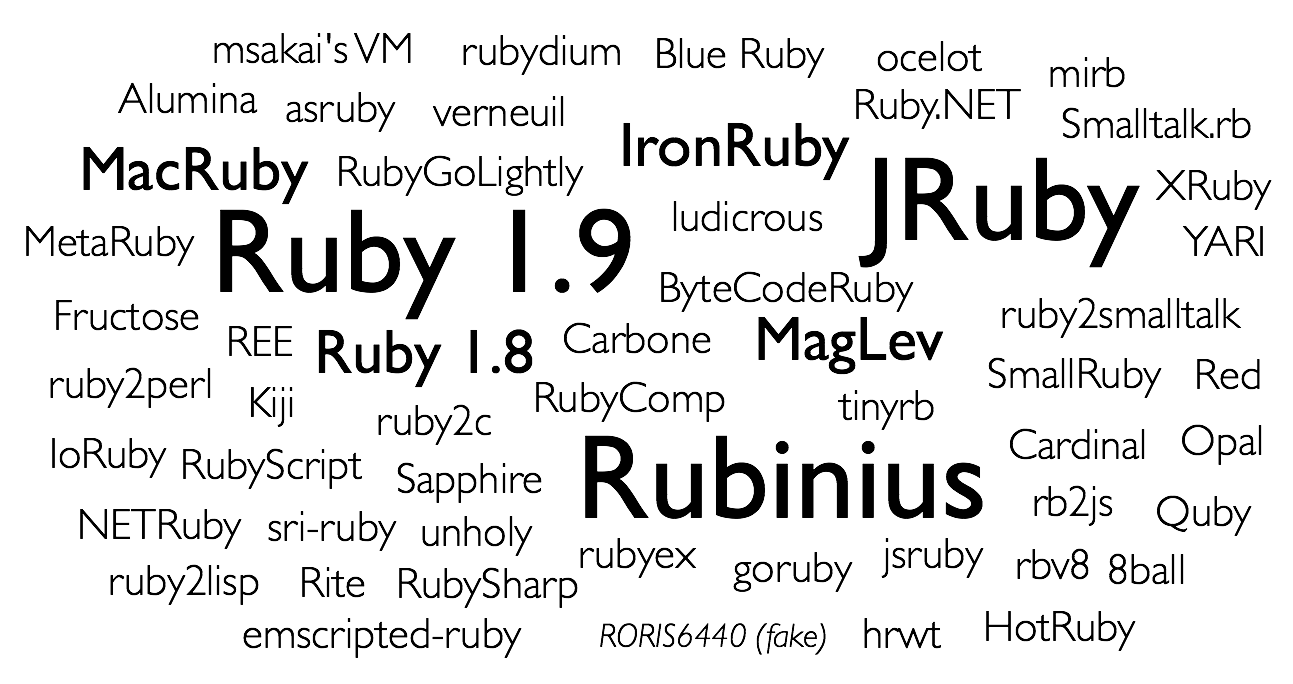 msakai's VM rubydium Blue Ruby ocelot mirb
Alumina asruby verneuil Ruby.NET Smalltalk.rb
MacRuby RubyGoLightly IronRuby JRuby XRuby
MetaRuby Ruby 1.9 ludicrous YARI
ByteCodeRuby
Fructose REE Ruby 1.8 Carbone MagLev ruby2smalltalk
ruby2perl Kiji ruby2c RubyComp tinyrb SmallRuby Red
IoRuby RubyScript Sapphire Rubinius Cardinal Opal
NETRuby sri-ruby unholy rb2js Quby
ruby2lisp Rite RubySharp rubyex goruby jsruby rbv8 8ball
emscripted-ruby RORIS6440 (fake) hrwt HotRuby